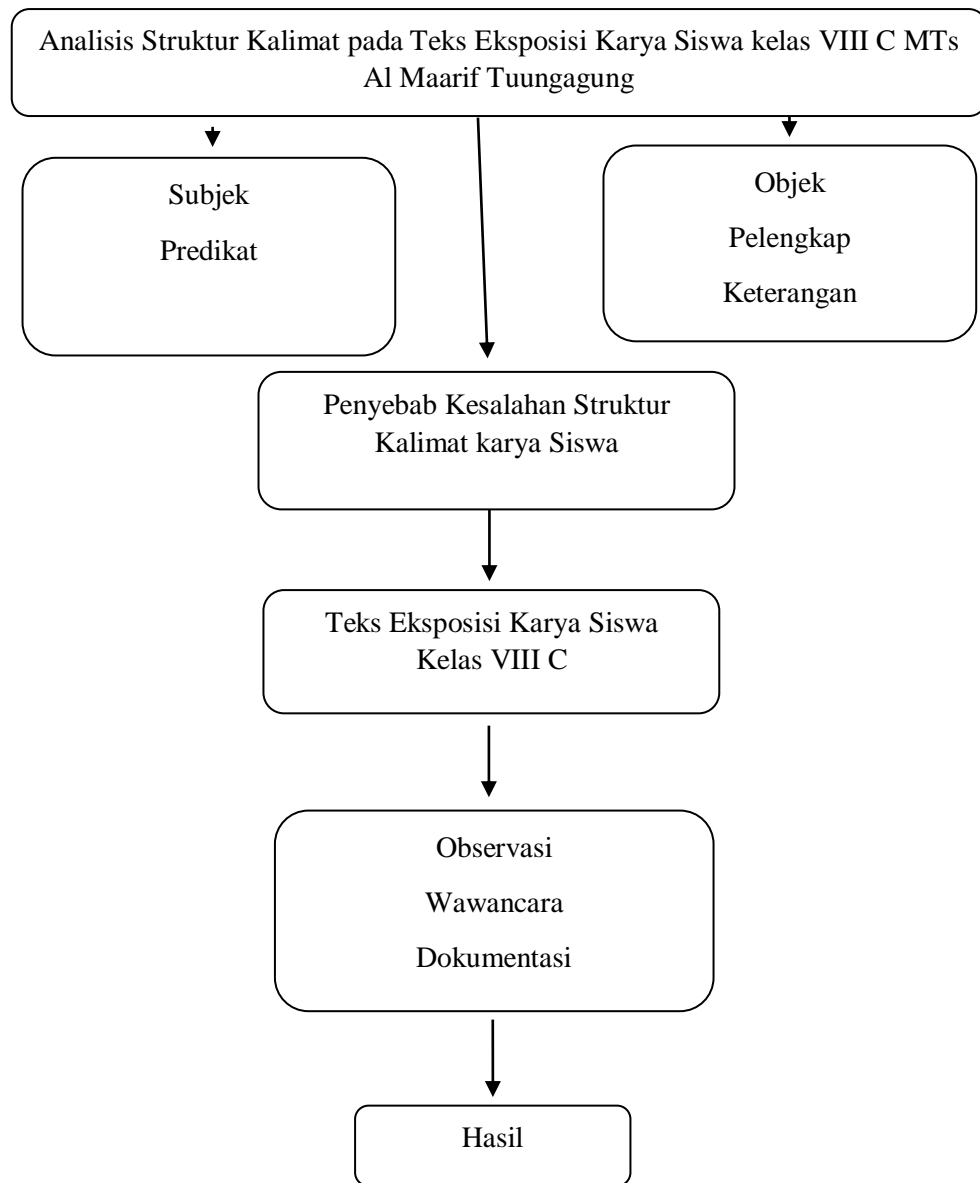 Analisis Struktur Kalimat pada Teks Eksposisi Karya Siswa kelas VIII C MTs
Al Maarif Tuungagung
Subjek
Predikat
Objek
Pelengkap
Keterangan
Penyebab Kesalahan Struktur
Kalimat karya Siswa
Teks Eksposisi Karya Siswa
Kelas VIII C
Observasi
Wawancara
Dokumentasi
Hasil